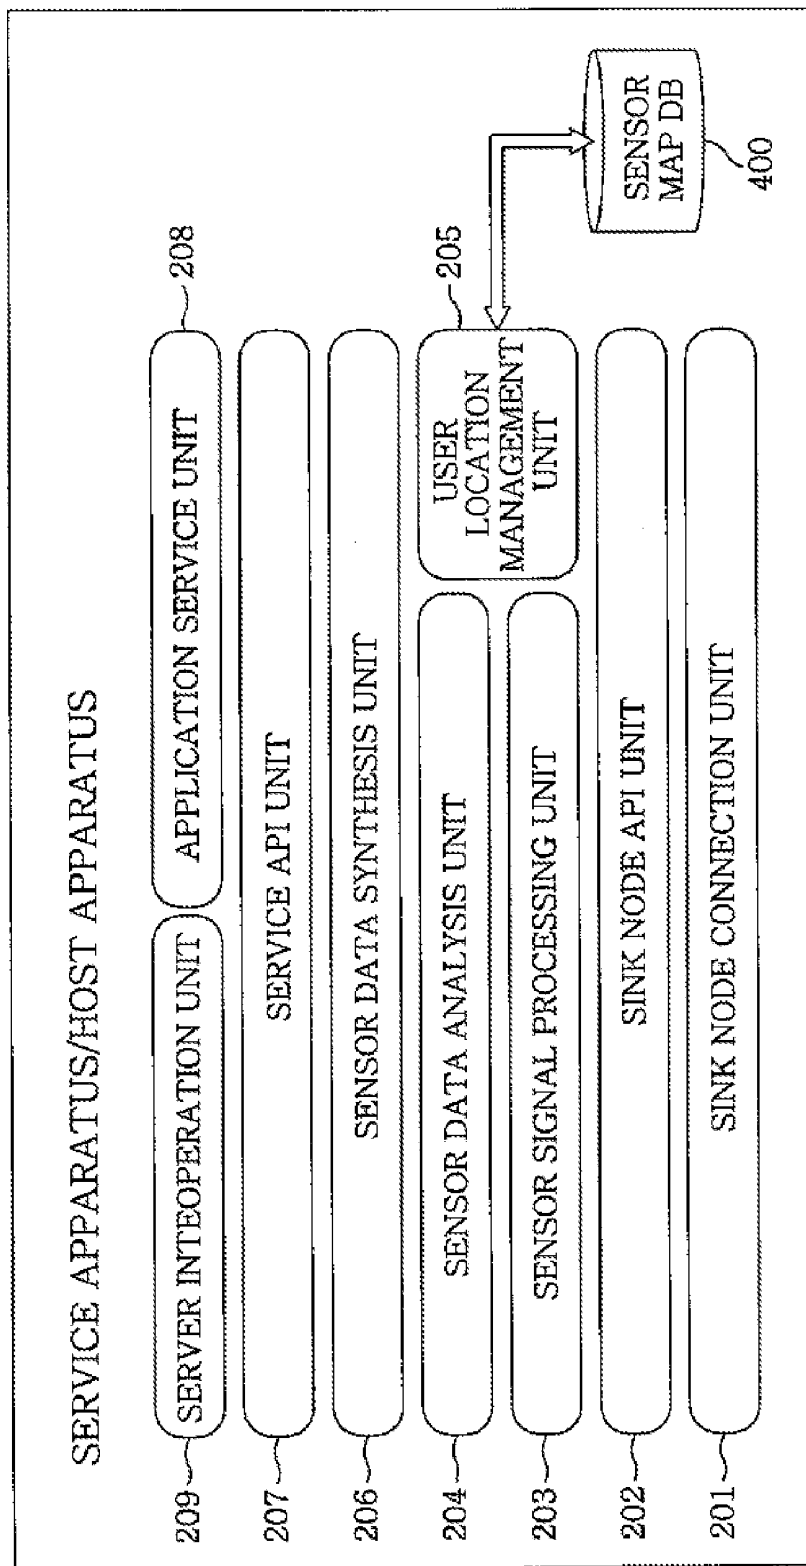 SERVICE APPARATUS/HOST APPARATUS
209
SERVER INTEOPERATION UNIT
APPLICATION SERVICE UNIT
208
207
SERVICE API UNIT
206
SENSOR DATA SYNTHESIS UNIT
204
SENSOR DATA ANALYSIS UNIT
203
SENSOR SIGNAL PROCESSING UNIT
USER
LOCATION
MANAGEMENT
UNIT
205
202
SINK NODE API UNIT
201
SINK NODE CONNECTION UNIT
SENSOR
MAP DB
400